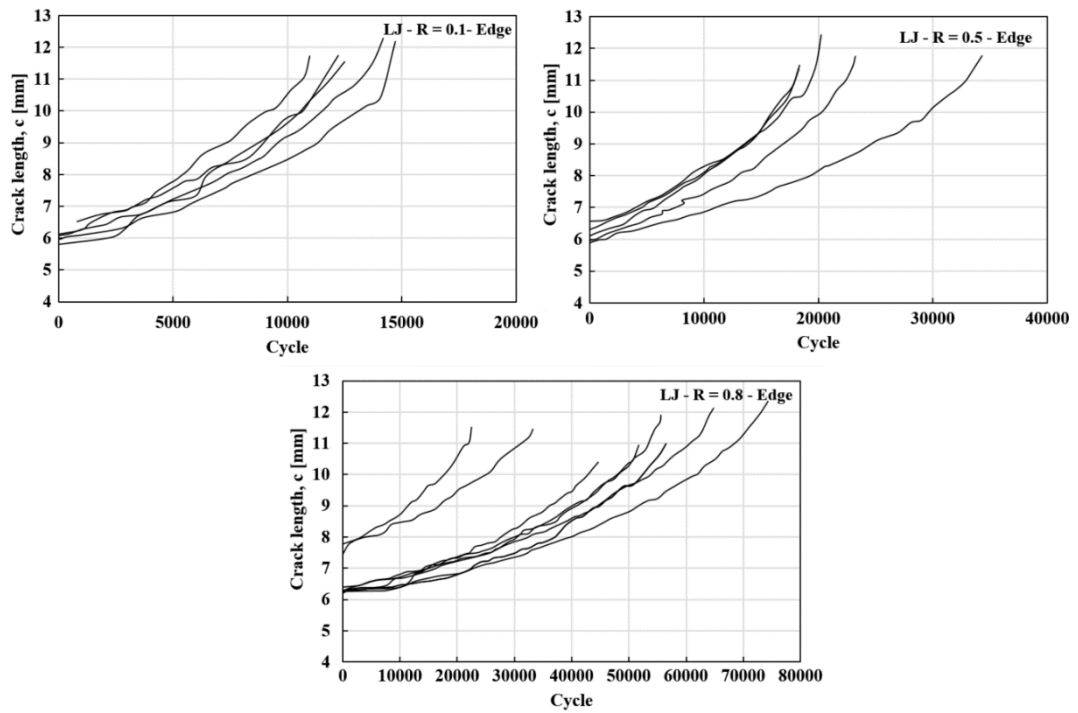 LJ - R = 0.1- Edge
Crack length, c [mm]
13
12
11
10
9
8
7
6
5
4
0 5000 10000 15000 20000
Cycle
LJ - R = 0.5 - Edge
Crack length, c [mm]
13
12
11
10
9
8
7
6
5
4
0 10000 20000 30000 40000
Cycle
LJ - R = 0.8 - Edge
Crack length, c [mm]
13
12
11
10
9
8
7
6
5
4
0 10000 20000 30000 40000 50000 60000 70000 80000
Cycle